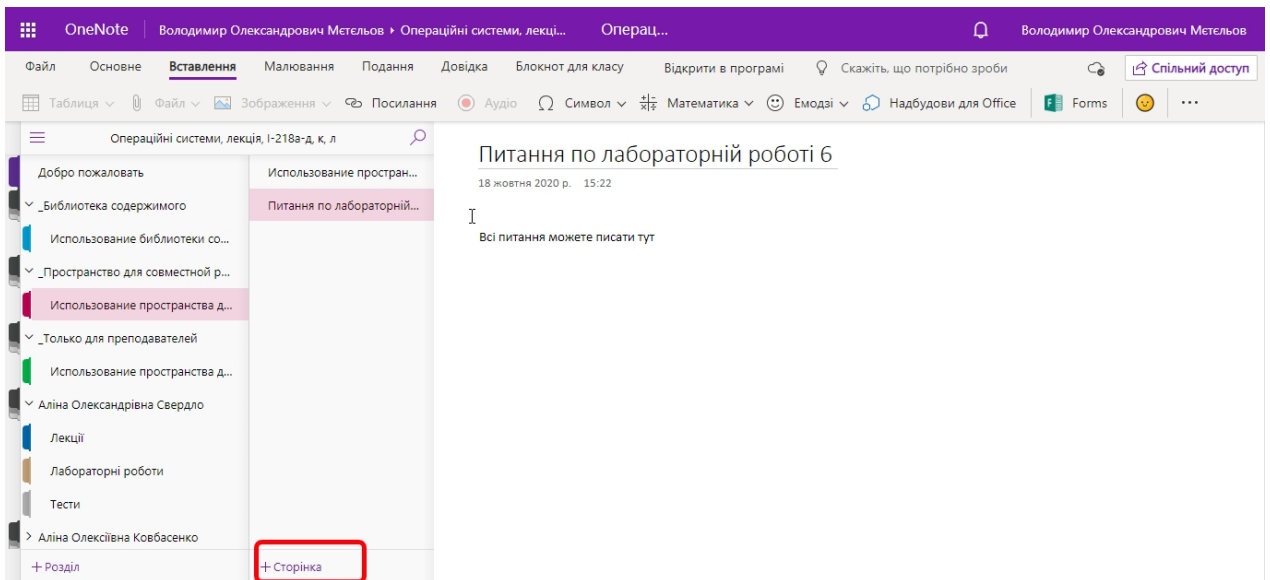 OneNote
Володимир Олександрович Мєтєльов › Операційні системи, лекці...
Операц...
Володимир Олександрович Мєтєльов
Файл Основне Вставлення Малювання Подання Довідка Блокнот для класу Відкрити в програмі Скажіть, що потрібно зроби Спільний доступ
Таблиця Файл Зображення Посилання Аудіо Символ Математика Емодзі Надбудови для Office Forms ...
Операційні системи, лекція, І-218а-д, к, л
Добро пожаловать
_Библиотека содержимого
Использование библиотеки со...
_Пространство для совместной р...
Использование пространства д...
_Только для преподавателей
Использование пространства д...
Аліна Олександрівна Свердло
Лекції
Лабораторні роботи
Тести
Аліна Олексіївна Ковбасенко
+ Розділ
Использование простран...
Питання по лабораторній...
+ Сторінка
Питання по лабораторній роботі 6
18 жовтня 2020 р. 15:22
Всі питання можете писати тут